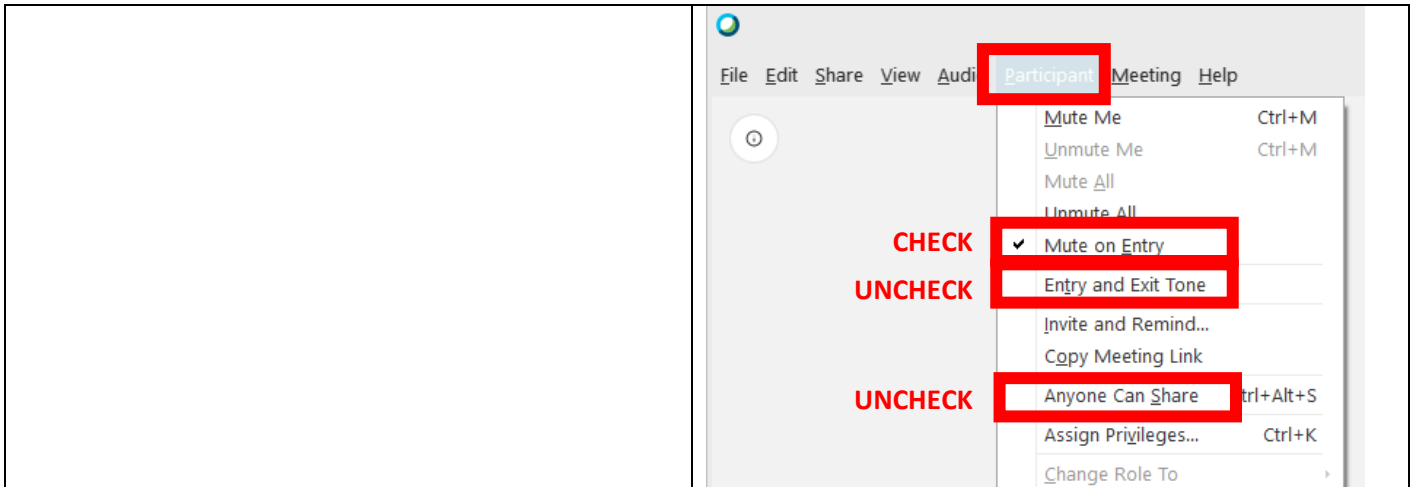 File Edit Share View Audi Participant Meeting Help
Mute Me Ctrl+M
Unmute Me Ctrl+M
Mute All
Unmute All
CHECK ✔ Mute on Entry
UNCHECK Entry and Exit Tone
Invite and Remind...
Copy Meeting Link
UNCHECK Anyone Can Share trl+Alt+S
Assign Privileges... Ctrl+K
Change Role To